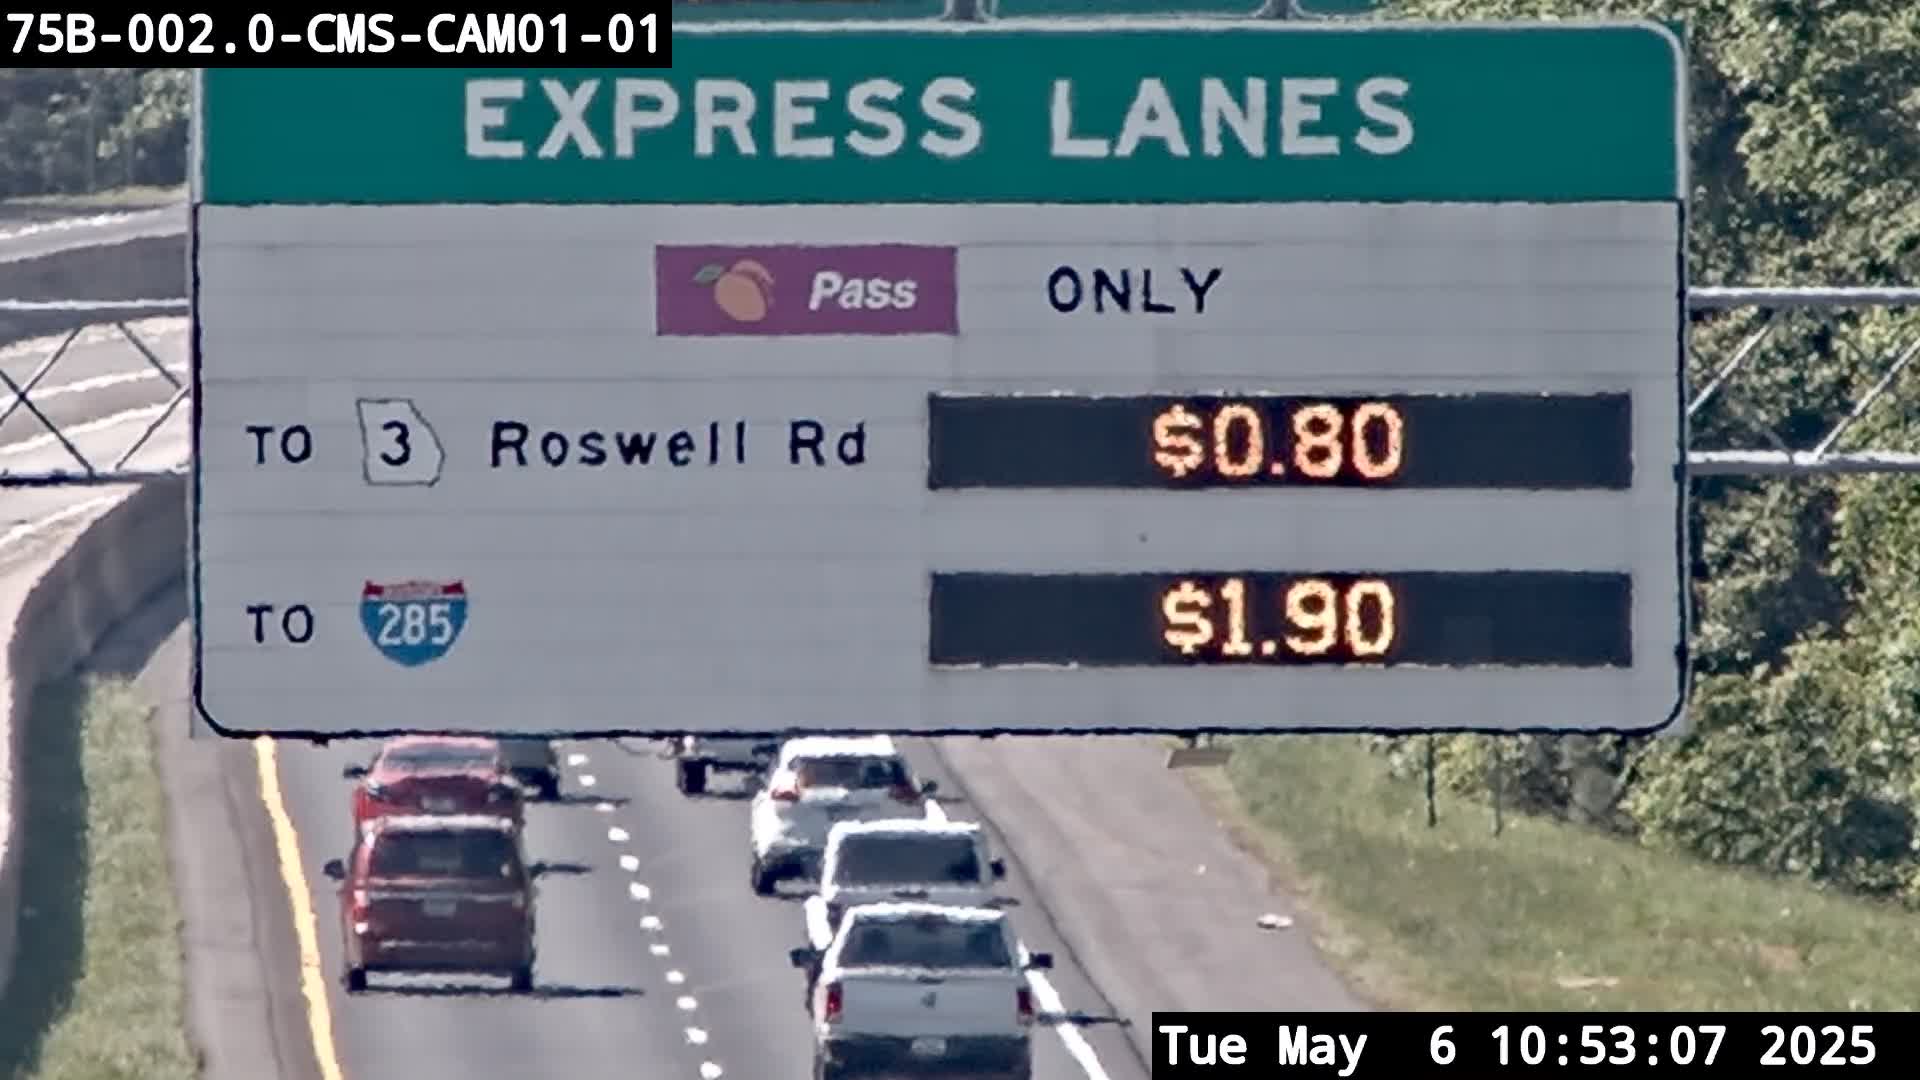 75B-002.0-CMS-CAM01-01
EXPRESS LANES
Pass ONLY
TO 3 Roswell Rd $0.80
TO 285 $1.90
Tue May 6 10:53:07 2025